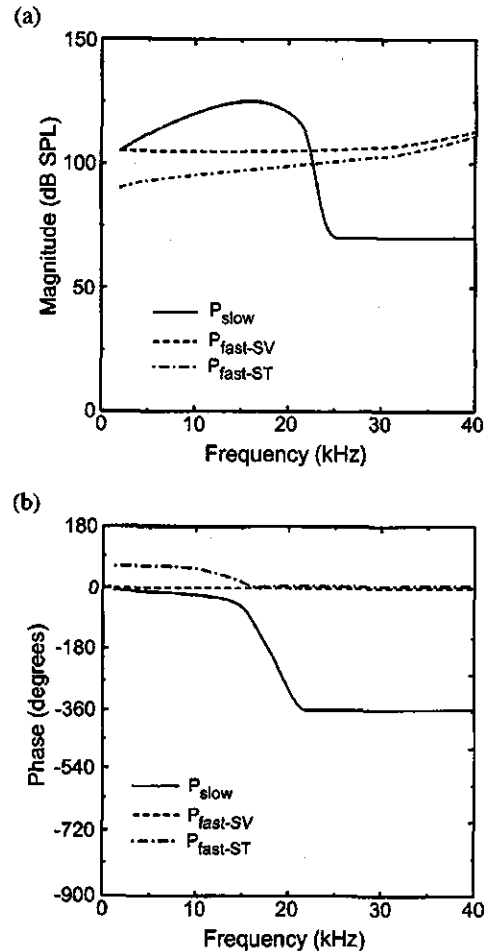 (a)
150
100
50
0
Magnitude (dB SPL)
P_slow
P_fast-SV
P_fast-ST
0 10 20 30 40
Frequency (kHz)
(b)
180
0
-180
-360
-540
-720
-900
Phase (degrees)
P_slow
P_fast-SV
P_fast-ST
0 10 20 30 40
Frequency (kHz)